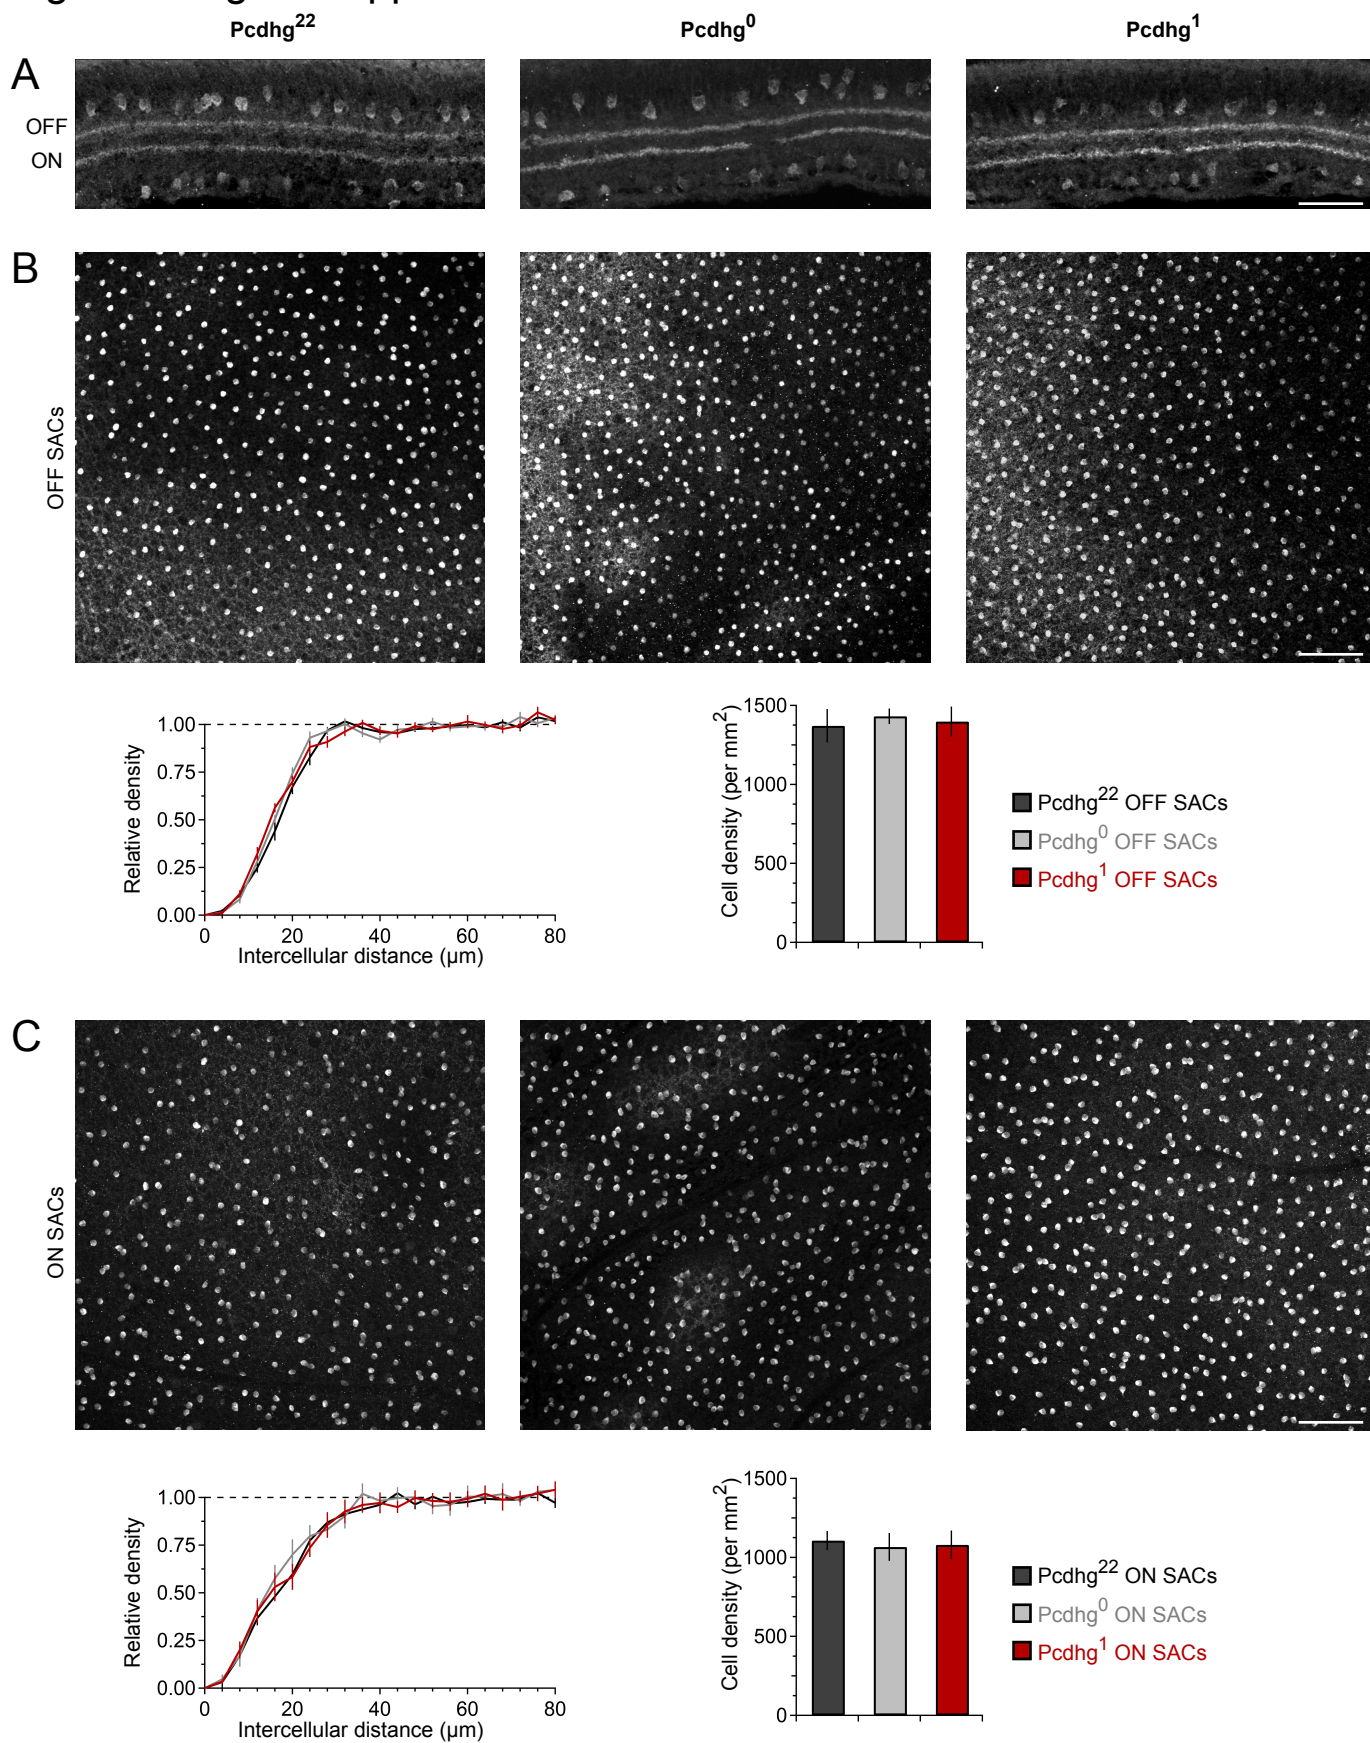 Pcdhg22 Pcdhg0 Pcdhg1
A
OFF
ON
B
OFF SACs
Relative density
1.00
0.75
0.50
0.25
0.00
0 20 40 60 80
Intercellular distance (µm)
Cell density (per mm2)
1500
1000
500
0
Pcdhg22 OFF SACs
Pcdhg0 OFF SACs
Pcdhg1 OFF SACs
C
ON SACs
Relative density
1.00
0.75
0.50
0.25
0.00
0 20 40 60 80
Intercellular distance (µm)
Cell density (per mm2)
1500
1000
500
0
Pcdhg22 ON SACs
Pcdhg0 ON SACs
Pcdhg1 ON SACs